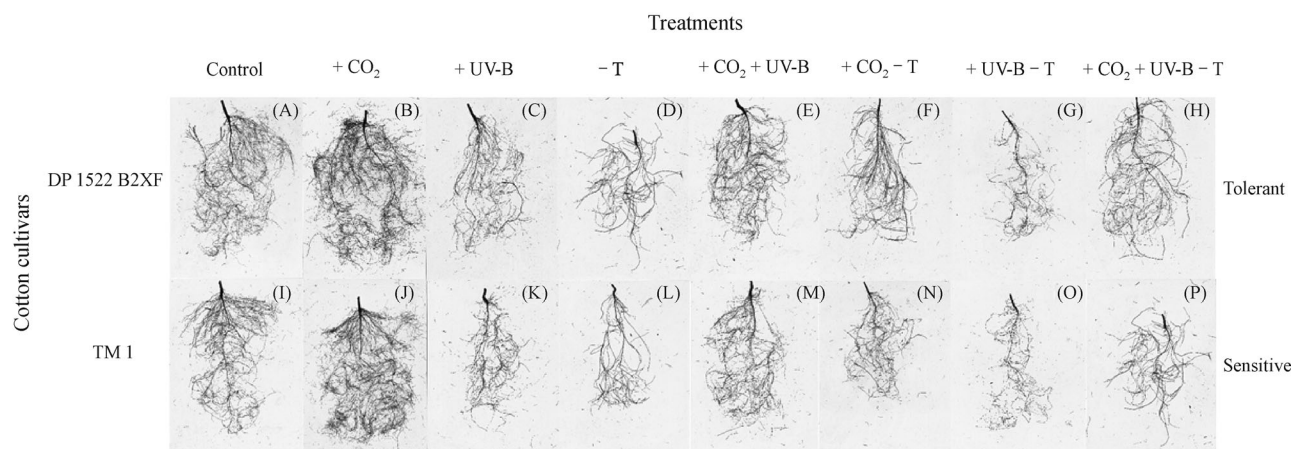 Treatments
Control + CO₂ + UV-B − T + CO₂ + UV-B + CO₂ − T + UV-B − T + CO₂ + UV-B − T
(A) (B) (C) (D) (E) (F) (G) (H)
DP 1522 B2XF Tolerant
Cotton cultivars
(I) (J) (K) (L) (M) (N) (O) (P)
TM 1 Sensitive